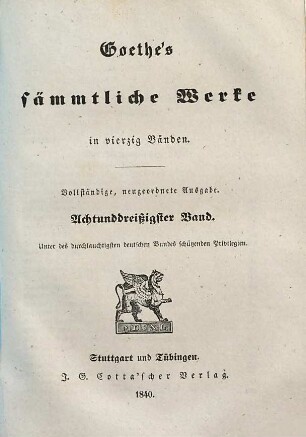 Goethe's
sämmtliche Werke
in vierzig Bänden.
Vollständige, neugeordnete Ausgabe.
Achtunddreißigster Band.
Unter des durchlauchtigsten deutschen Bundes schützenden Privilegien.
Stuttgart und Tübingen.
J. G. Cotta'scher Verlag.
1840.